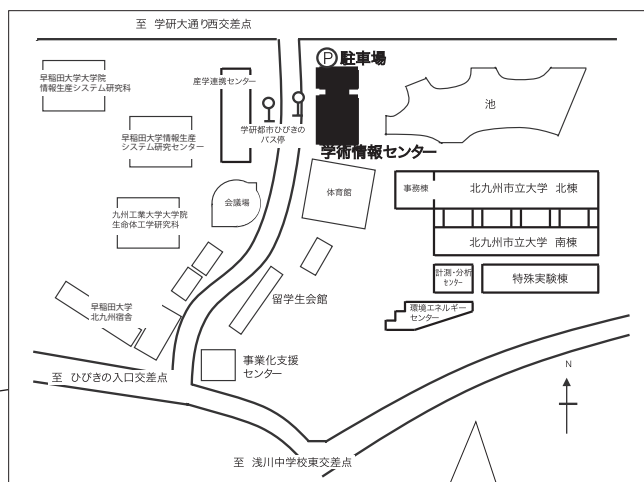 至 学研大通り西交差点
P 駐車場
早稲田大学大学院
情報生産システム研究科
産学連携センター
池
早稲田大学情報生産
システム研究センター
学研都市ひびきの
バス停
学術情報センター
体育館
事務棟
北九州市立大学 北棟
会議場
九州工業大学大学院
生命体工学研究科
北九州市立大学 南棟
計測・分析
センター
特殊実験棟
留学生会館
早稲田大学
北九州宿舎
環境エネルギー
センター
事業化支援
センター
至 ひびきの入口交差点
N
至 浅川中学校東交差点